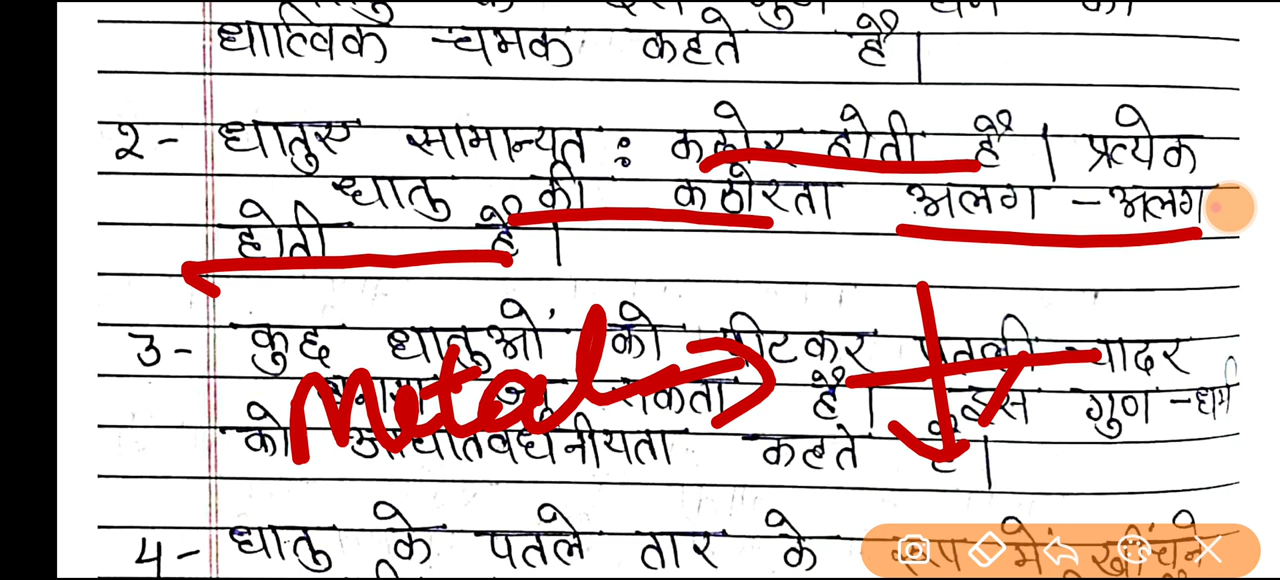 धात्विक चमक कहते हैं|
2- धातुए सामान्यत: कठोर होती हैं | प्रत्येक
धातु की कठोरता अलग-अलग
होती है |
3- कुछ धातुओं को पीटकर पतली चादर
जा सकता है| इस गुण-धर्म
को आघातवर्धनीयता कहते हैं|
Metal
4- धातु के पतले तार के रूप में खींचने